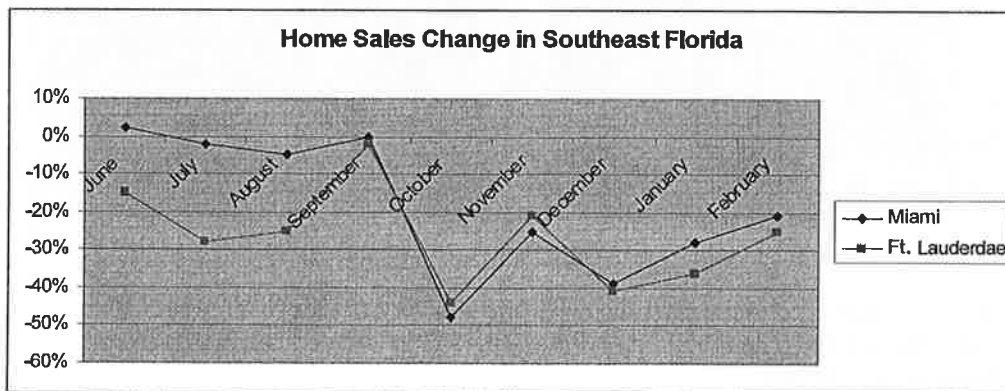 Home Sales Change in Southeast Florida
10%
0%
-10%
-20%
-30%
-40%
-50%
-60%
June
July
August
September
October
November
December
January
February
Miami
Ft. Lauderdae